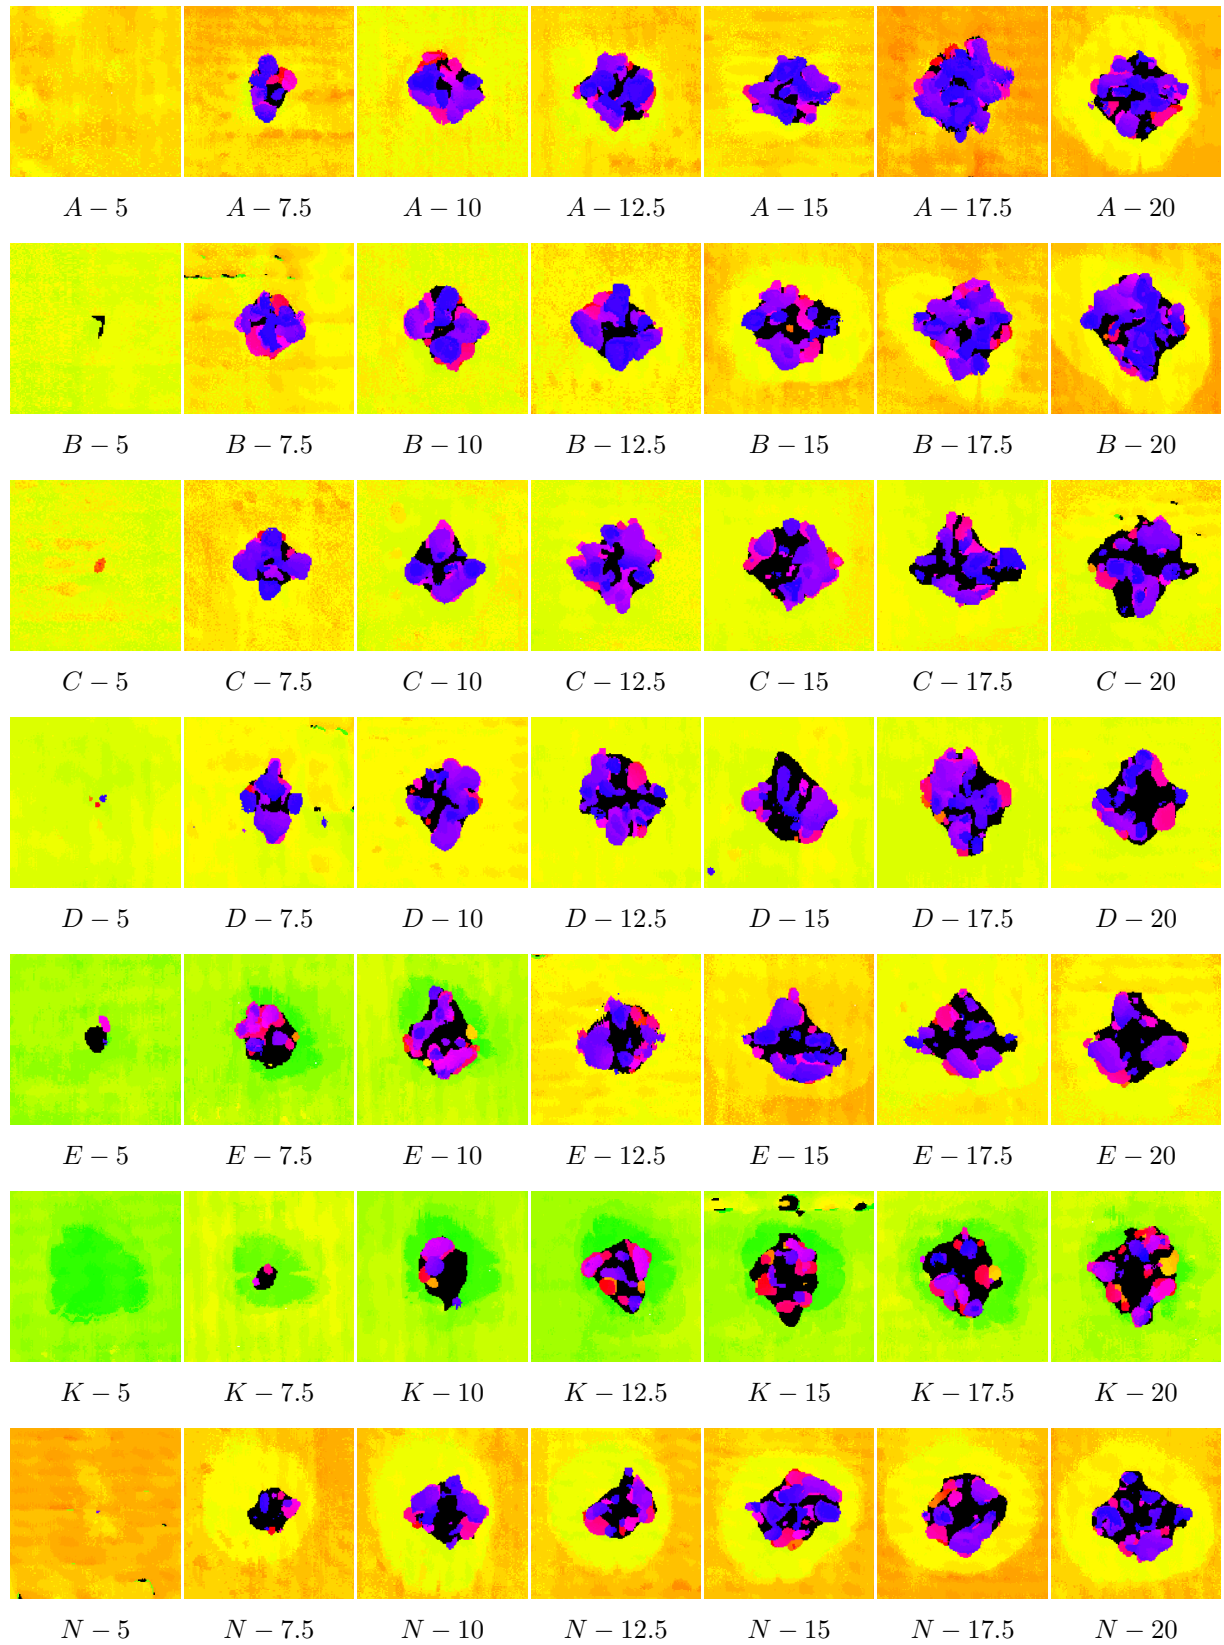 A − 5 A − 7.5 A − 10 A − 12.5 A − 15 A − 17.5 A − 20
B − 5 B − 7.5 B − 10 B − 12.5 B − 15 B − 17.5 B − 20
C − 5 C − 7.5 C − 10 C − 12.5 C − 15 C − 17.5 C − 20
D − 5 D − 7.5 D − 10 D − 12.5 D − 15 D − 17.5 D − 20
E − 5 E − 7.5 E − 10 E − 12.5 E − 15 E − 17.5 E − 20
K − 5 K − 7.5 K − 10 K − 12.5 K − 15 K − 17.5 K − 20
N − 5 N − 7.5 N − 10 N − 12.5 N − 15 N − 17.5 N − 20